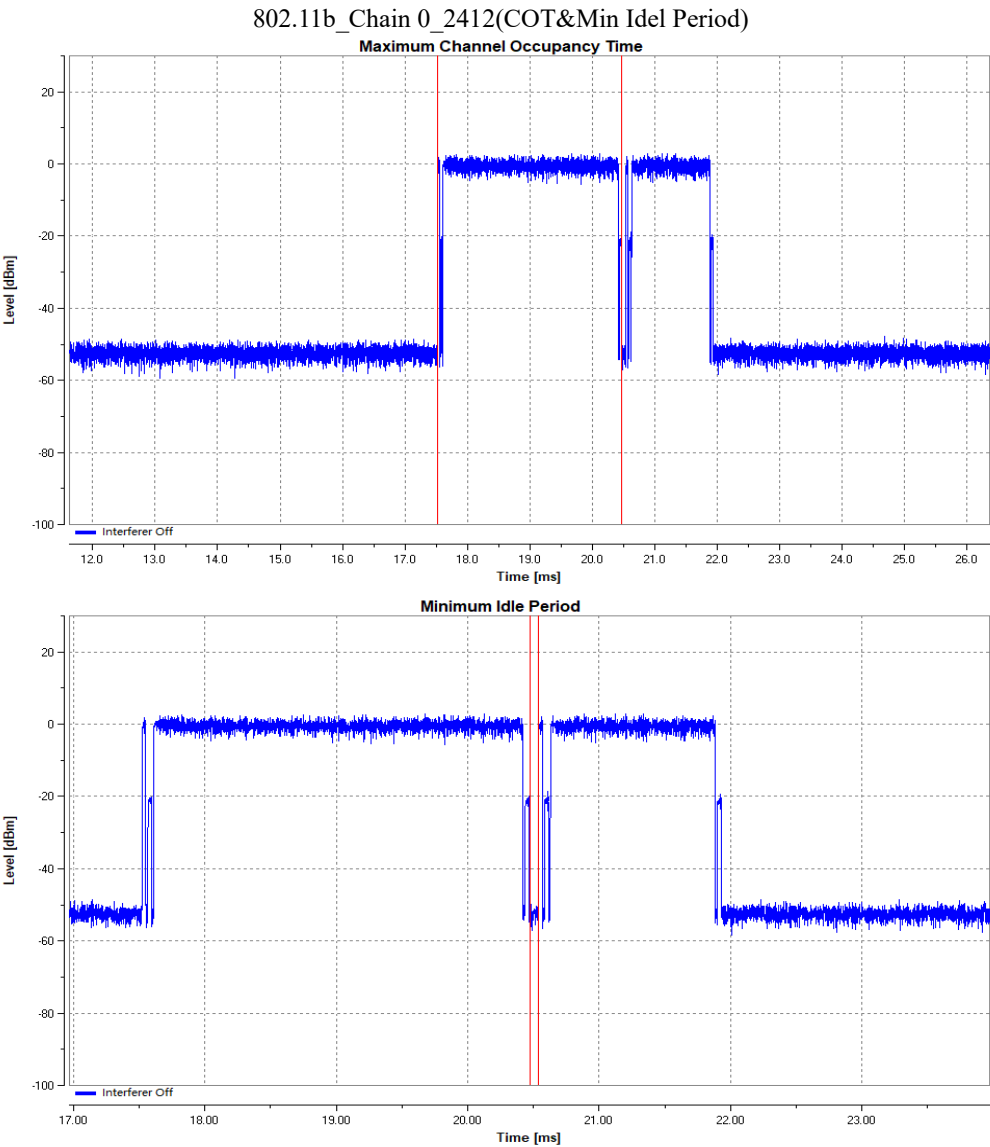 802.11b_Chain 0_2412(COT&Min Idel Period)
Maximum Channel Occupancy Time
20
0
-20
-40
-60
-80
-100
Level [dBm]
Interferer Off
12.0 13.0 14.0 15.0 16.0 17.0 18.0 19.0 20.0 21.0 22.0 23.0 24.0 25.0 26.0
Time [ms]
Minimum Idle Period
20
0
-20
-40
-60
-80
-100
Level [dBm]
Interferer Off
17.00 18.00 19.00 20.00 21.00 22.00 23.00
Time [ms]